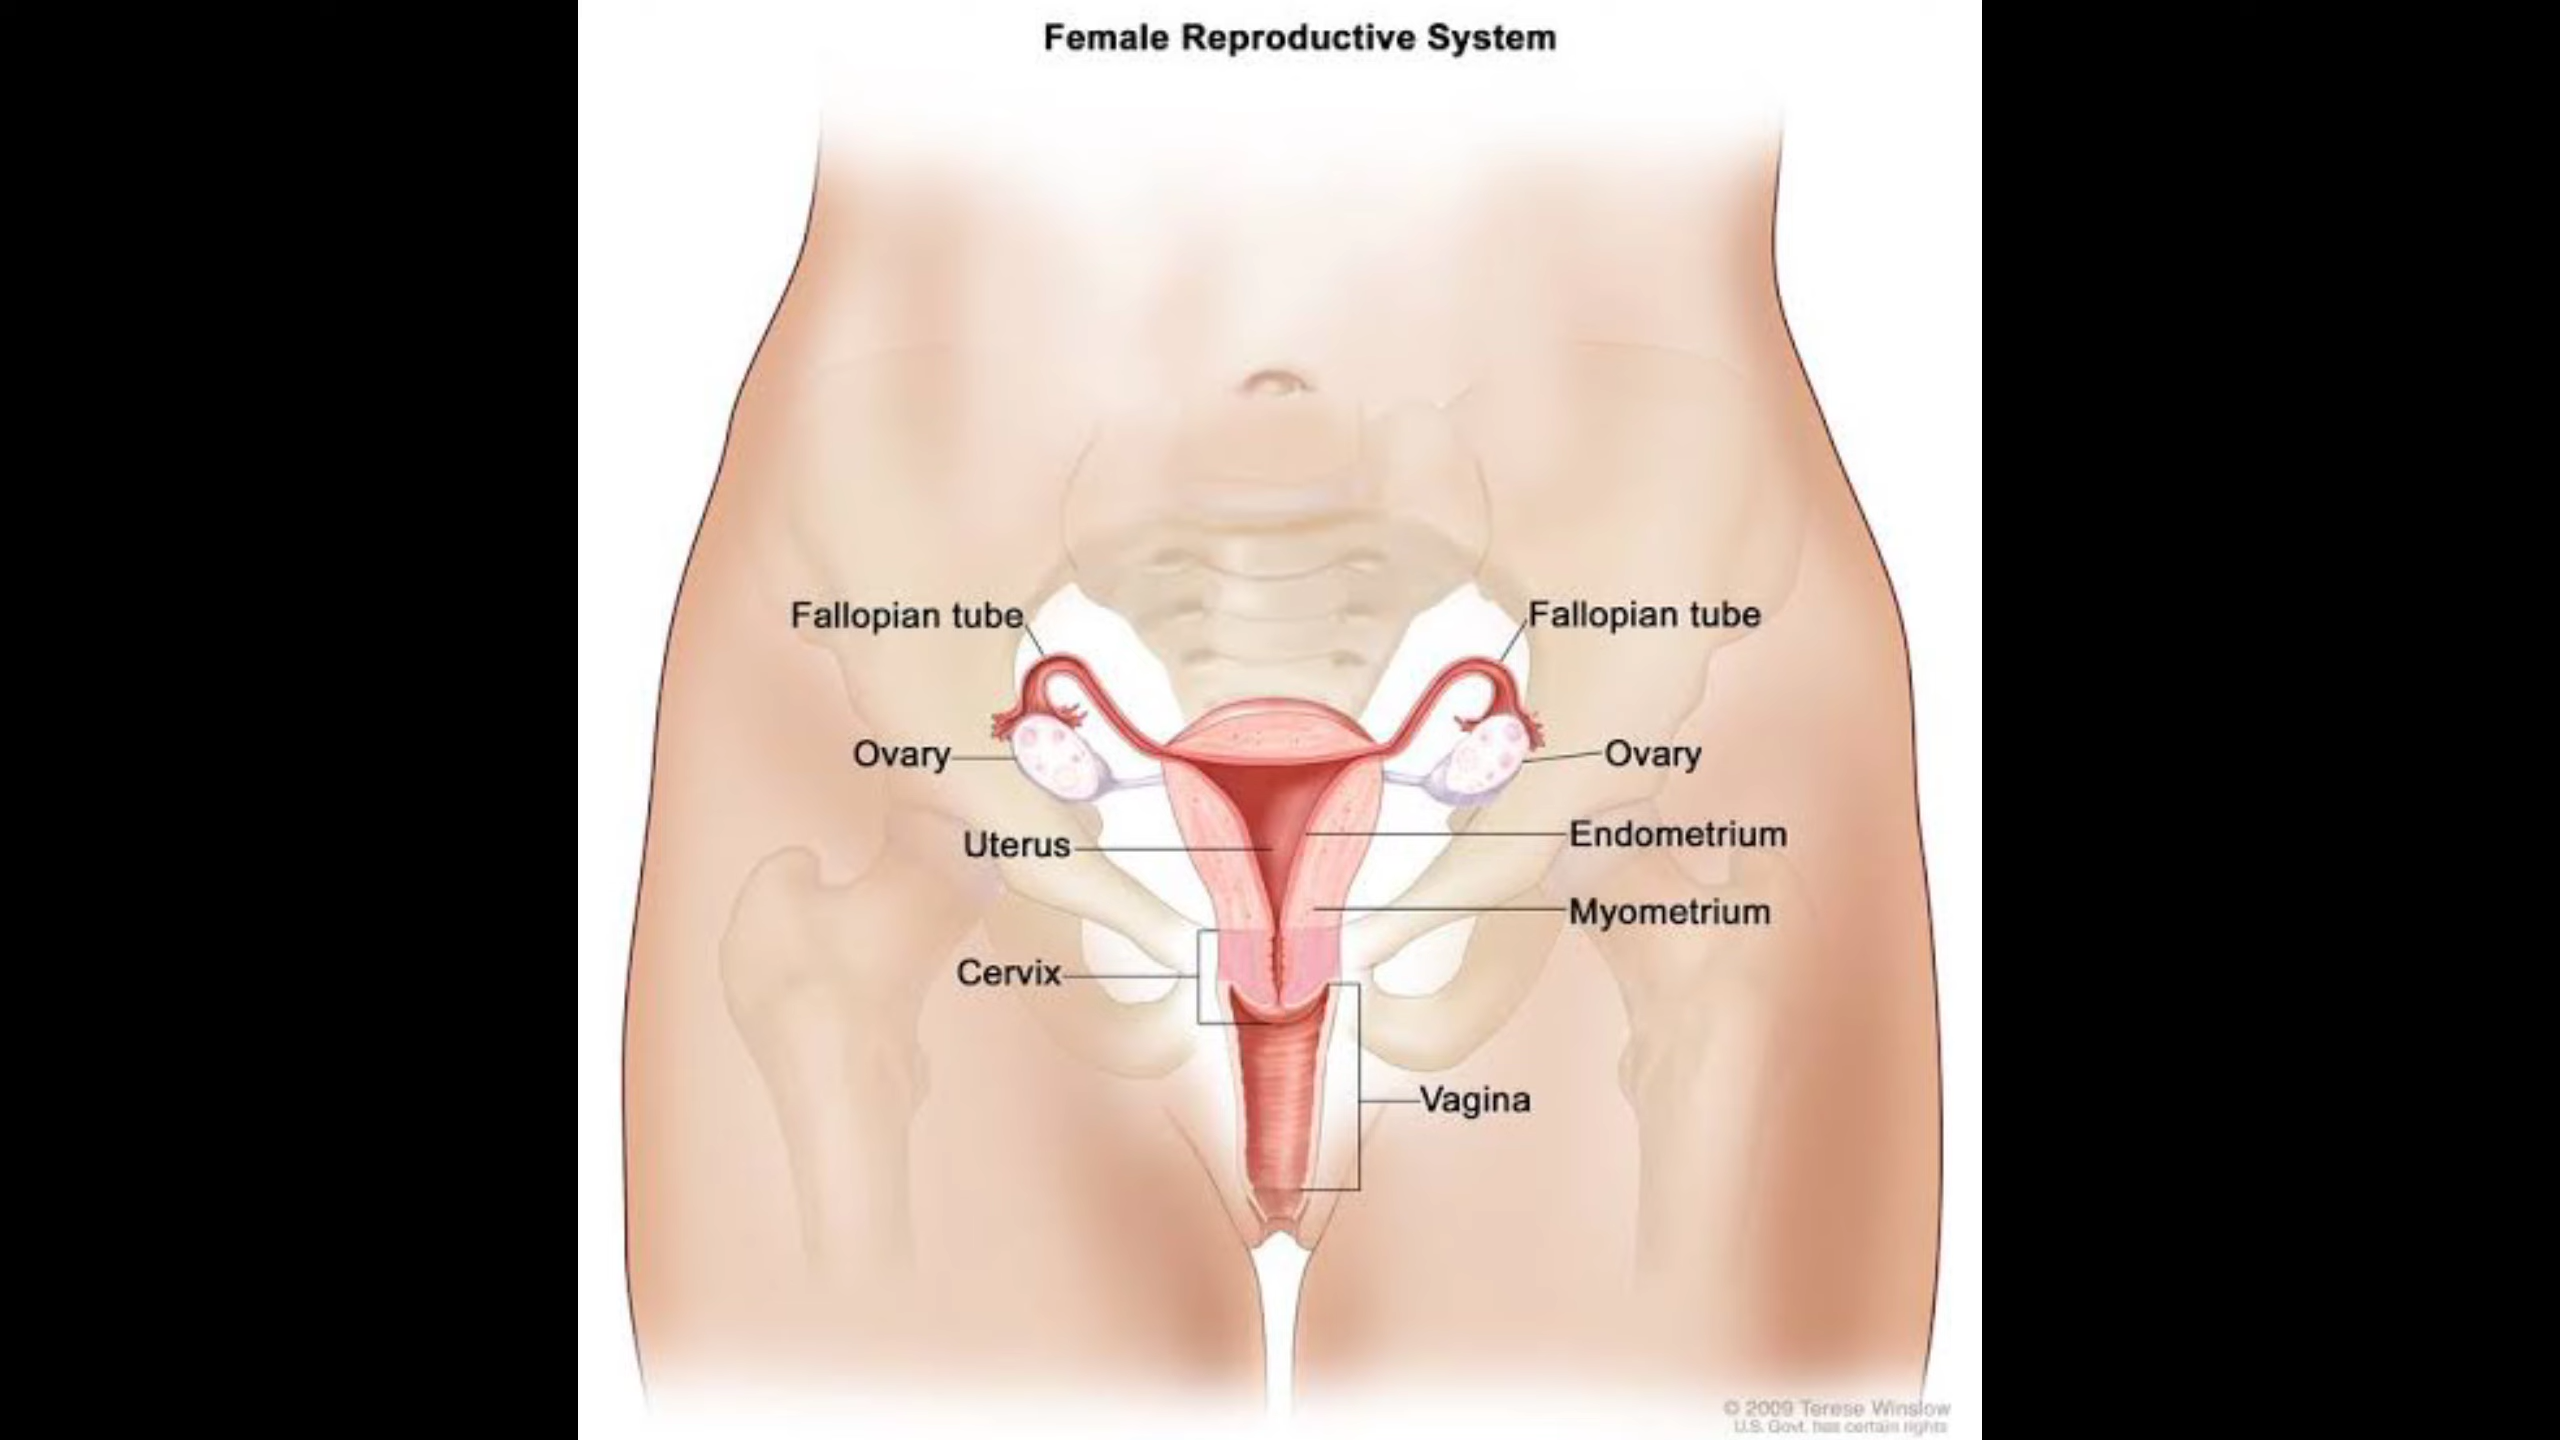 Female Reproductive System
Fallopian tube
Fallopian tube
Ovary
Ovary
Uterus
Endometrium
Myometrium
Cervix
Vagina
© 2009 Terese Winslow
U.S. Govt. has certain rights